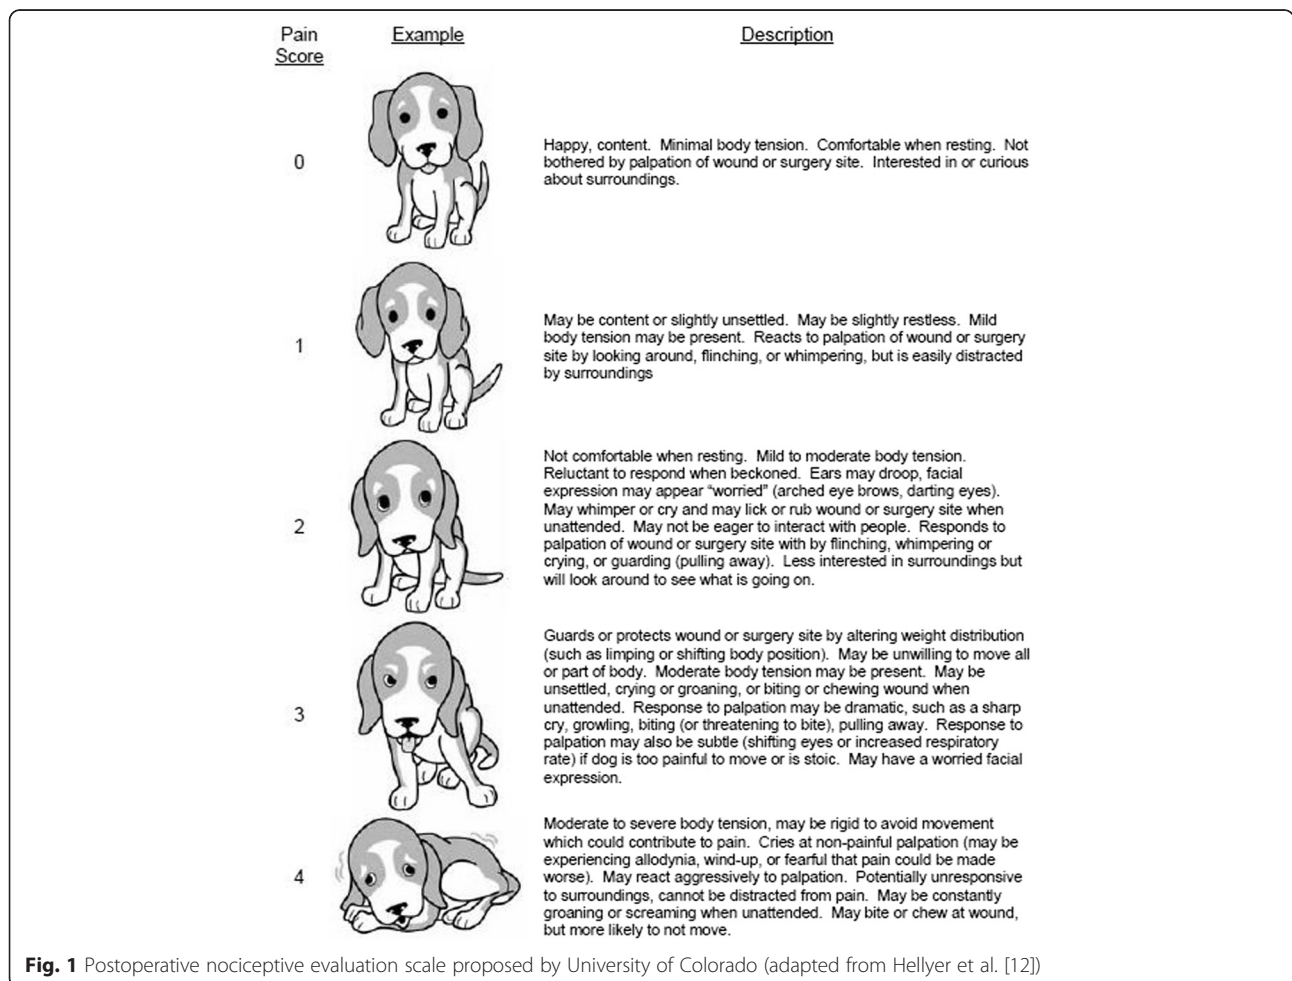 Pain
Score
Example
Description
0
Happy, content. Minimal body tension. Comfortable when resting. Not
bothered by palpation of wound or surgery site. Interested in or curious
about surroundings.
1
May be content or slightly unsettled. May be slightly restless. Mild
body tension may be present. Reacts to palpation of wound or surgery
site by looking around, flinching, or whimpering, but is easily distracted
by surroundings
2
Not comfortable when resting. Mild to moderate body tension.
Reluctant to respond when beckoned. Ears may droop, facial
expression may appear “worried” (arched eye brows, darting eyes).
May whimper or cry and may lick or rub wound or surgery site when
unattended. May not be eager to interact with people. Responds to
palpation of wound or surgery site with by flinching, whimpering or
crying, or guarding (pulling away). Less interested in surroundings but
will look around to see what is going on.
3
Guards or protects wound or surgery site by altering weight distribution
(such as limping or shifting body position). May be unwilling to move all
or part of body. Moderate body tension may be present. May be
unsettled, crying or groaning, or biting or chewing wound when
unattended. Response to palpation may be dramatic, such as a sharp
cry, growling, biting (or threatening to bite), pulling away. Response to
palpation may also be subtle (shifting eyes or increased respiratory
rate) if dog is too painful to move or is stoic. May have a worried facial
expression.
4
Moderate to severe body tension, may be rigid to avoid movement
which could contribute to pain. Cries at non-painful palpation (may be
experiencing allodynia, wind-up, or fearful that pain could be made
worse). May react aggressively to palpation. Potentially unresponsive
to surroundings, cannot be distracted from pain. May be constantly
groaning or screaming when unattended. May bite or chew at wound,
but more likely to not move.
Fig. 1 Postoperative nociceptive evaluation scale proposed by University of Colorado (adapted from Hellyer et al. [12])